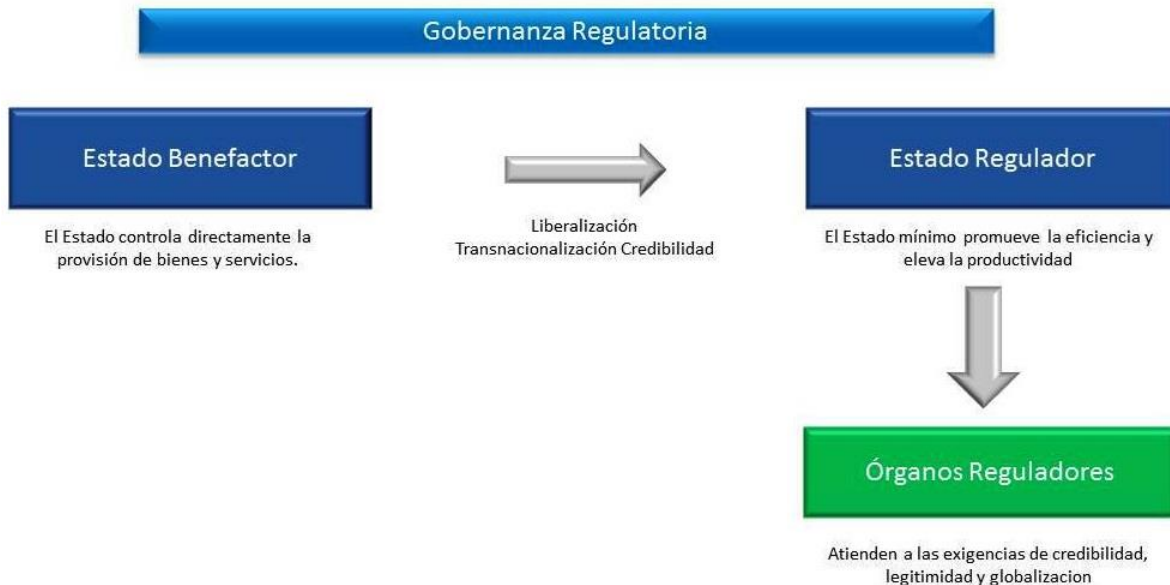 Gobernanza Regulatoria
Estado Benefactor
El Estado controla directamente la
provisión de bienes y servicios.
Liberalización
Transnacionalización Credibilidad
Estado Regulador
El Estado mínimo promueve la eficiencia y
eleva la productividad
Órganos Reguladores
Atienden a las exigencias de credibilidad,
legitimidad y globalizacion